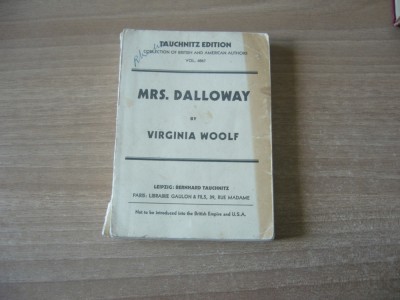 TAUCHNITZ EDITION
COLLECTION OF BRITISH AND AMERICAN AUTHORS
VOL.
MRS. DALLOWAY
BY
VIRGINIA WOOLF
LEIPZIG: BERNHARD TAUCHNITZ
PARIS: LIBRAIRIE GAULON & FILS, 39, RUE MADAME
Not to be introduced into the British Empire and U.S.A.